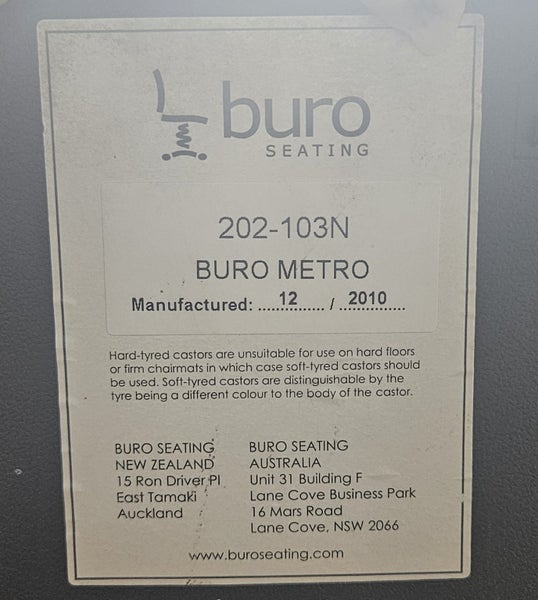 buro
SEATING
202-103N
BURO METRO
Manufactured: ...12... / ...2010...
Hard-tyred castors are unsuitable for use on hard floors
or firm chairmats in which case soft-tyred castors should
be used. Soft-tyred castors are distinguishable by the
tyre being a different colour to the body of the castor.
BURO SEATING
NEW ZEALAND
15 Ron Driver Pl
East Tamaki
Auckland
BURO SEATING
AUSTRALIA
Unit 31 Building F
Lane Cove Business Park
16 Mars Road
Lane Cove, NSW 2066
www.buroseating.com